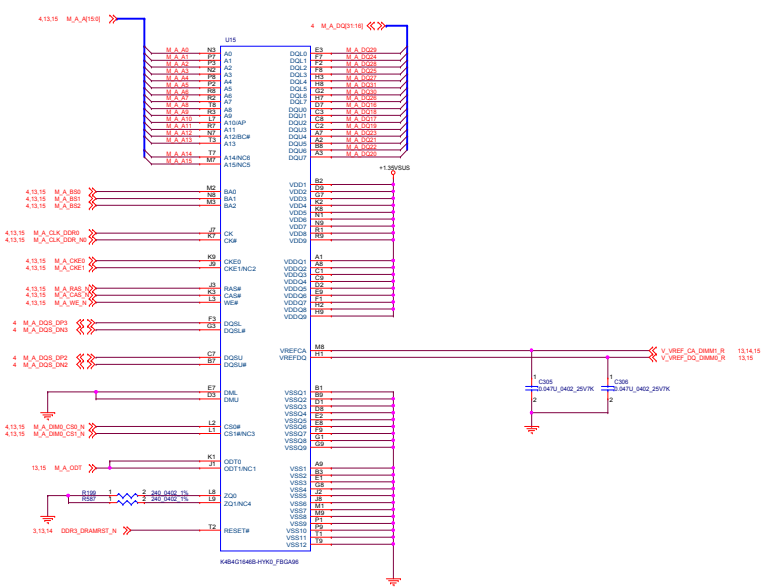 4,13,15 M_A_A[15:0]
4 M_A_DQ[31:16]
U15
M_A_A0 N3 A0
M_A_A1 P7 A1
M_A_A2 P3 A2
M_A_A3 N2 A3
M_A_A4 P8 A4
M_A_A5 P2 A5
M_A_A6 R8 A6
M_A_A7 R2 A7
M_A_A8 T8 A8
M_A_A9 R3 A9
M_A_A10 L7 A10/AP
M_A_A11 R7 A11
M_A_A12 N7 A12/BC#
M_A_A13 T3 A13
M_A_A14 T7 A14/NC6
M_A_A15 M7 A15/NC5
DQL0 E3 M_A_DQ29
DQL1 F7 M_A_DQ24
DQL2 F2 M_A_DQ28
DQL3 F8 M_A_DQ25
DQL4 H3 M_A_DQ27
DQL5 H8 M_A_DQ31
DQL6 G2 M_A_DQ30
DQL7 H7 M_A_DQ26
DQU0 D7 M_A_DQ16
DQU1 C3 M_A_DQ18
DQU2 C8 M_A_DQ17
DQU3 C2 M_A_DQ19
DQU4 A7 M_A_DQ23
DQU5 A2 M_A_DQ21
DQU6 B8 M_A_DQ22
DQU7 A3 M_A_DQ20
+1.35VSUS
4,13,15 M_A_BS0 M2 BA0
4,13,15 M_A_BS1 N8 BA1
4,13,15 M_A_BS2 M3 BA2
4,13,15 M_A_CLK_DDR0 J7 CK
4,13,15 M_A_CLK_DDR_N0 K7 CK#
4,13,15 M_A_CKE0 K9 CKE0
4,13,15 M_A_CKE1 J9 CKE1/NC2
4,13,15 M_A_RAS_N J3 RAS#
4,13,15 M_A_CAS_N K3 CAS#
4,13,15 M_A_WE_N L3 WE#
4 M_A_DQS_DP3 F3 DQSL
4 M_A_DQS_DN3 G3 DQSL#
4 M_A_DQS_DP2 C7 DQSU
4 M_A_DQS_DN2 B7 DQSU#
E7 DML
D3 DMU
4,13,15 M_A_DIM0_CS0_N L2 CS0#
4,13,15 M_A_DIM0_CS1_N L1 CS1#/NC3
K1 ODT0
13,15 M_A_ODT J1 ODT1/NC1
R199 1 2 240_0402_1% L8 ZQ0
R587 1 2 240_0402_1% L9 ZQ1/NC4
3,13,14 DDR3_DRAMRST_N T2 RESET#
VDD1 B2
VDD2 D9
VDD3 G7
VDD4 K2
VDD5 K8
VDD6 N1
VDD7 N9
VDD8 R1
VDD9 R9
VDDQ1 A1
VDDQ2 A8
VDDQ3 C1
VDDQ4 C9
VDDQ5 D2
VDDQ6 E9
VDDQ7 F1
VDDQ8 H2
VDDQ9 H9
VREFCA M8 V_VREF_CA_DIMM1_R 13,14,15
VREFDQ H1 V_VREF_DQ_DIMM0_R 13,15
1 C305 0.047U_0402_25V7K 2
1 C306 0.047U_0402_25V7K 2
VSSQ1 B1
VSSQ2 B9
VSSQ3 D1
VSSQ4 D8
VSSQ5 E2
VSSQ6 E8
VSSQ7 F9
VSSQ8 G1
VSSQ9 G9
VSS1 A9
VSS2 B3
VSS3 E1
VSS4 G8
VSS5 J2
VSS6 J8
VSS7 M1
VSS8 M9
VSS9 P1
VSS10 P9
VSS11 T1
VSS12 T9
K4B4G1646B-HYK0_FBGA96